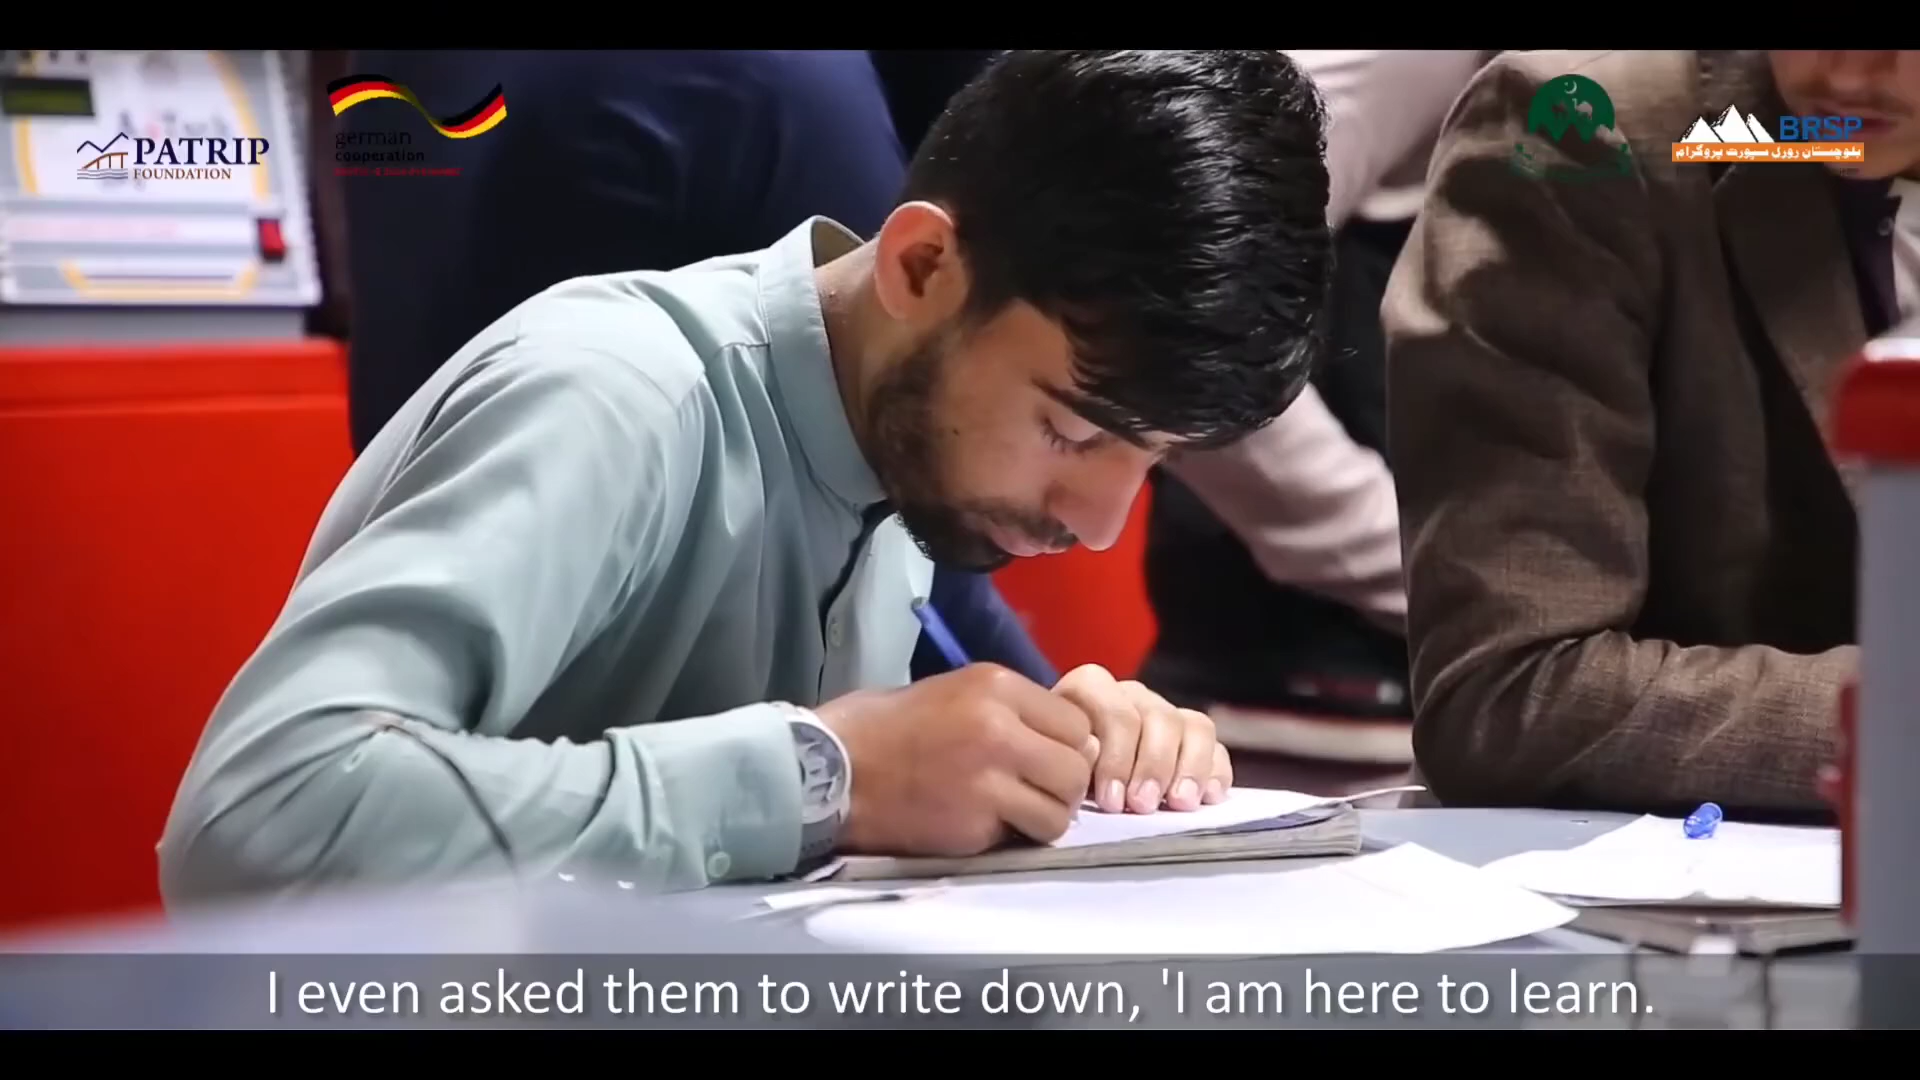 PATRIP
FOUNDATION
german
cooperation
BRSP
بلوچستان رورل سپورٹ پروگرام
I even asked them to write down, 'I am here to learn.